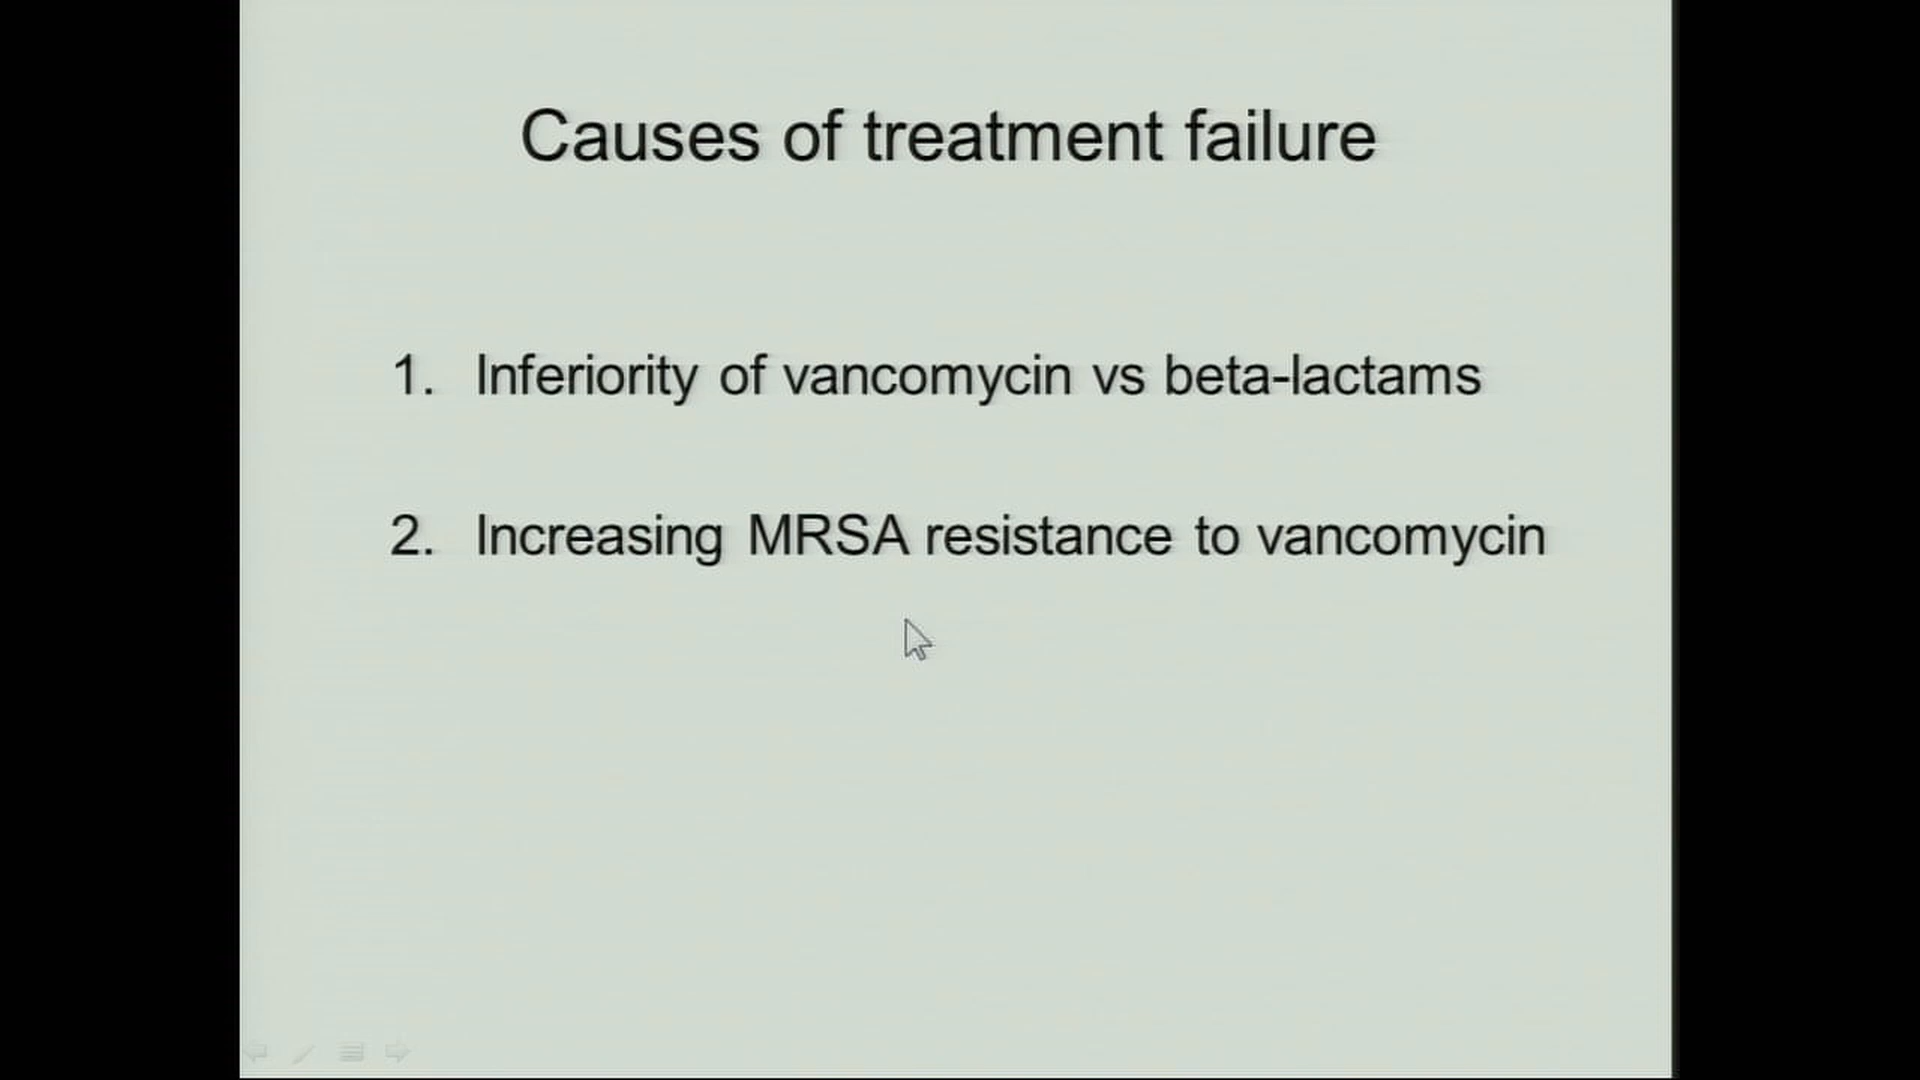 Causes of treatment failure
1. Inferiority of vancomycin vs beta-lactams
2. Increasing MRSA resistance to vancomycin